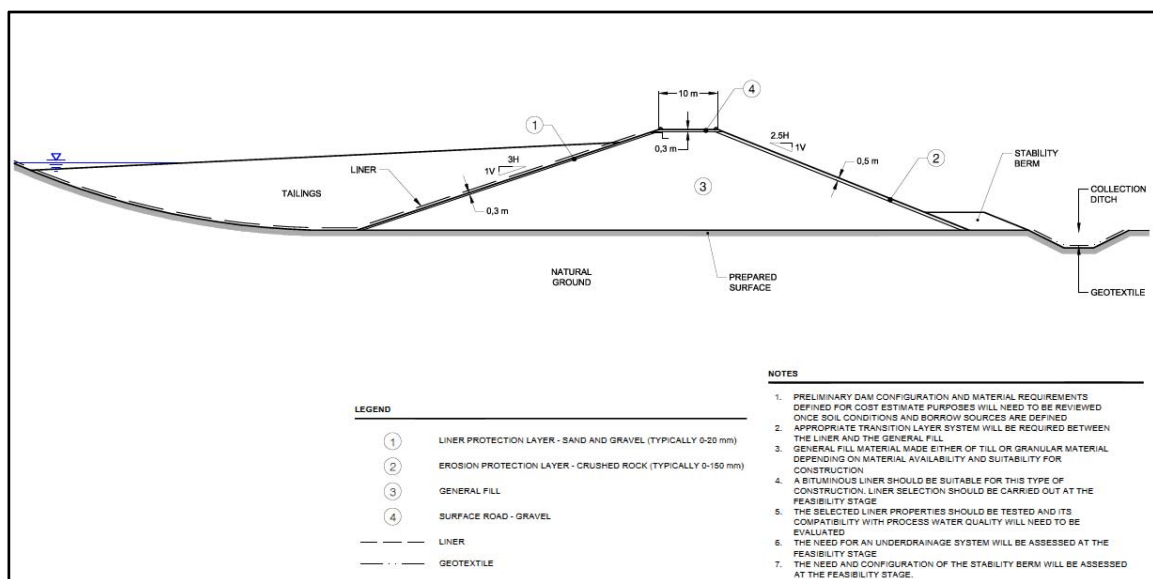 10 m
4
1
2.5H
1V
0,3 m
3H
1V
0,5 m
2
STABILITY
BERM
LINER
TAILINGS
3
COLLECTION
DITCH
0,3 m
NATURAL
GROUND
PREPARED
SURFACE
GEOTEXTILE
LEGEND
1 LINER PROTECTION LAYER - SAND AND GRAVEL (TYPICALLY 0-20 mm)
2 EROSION PROTECTION LAYER - CRUSHED ROCK (TYPICALLY 0-150 mm)
3 GENERAL FILL
4 SURFACE ROAD - GRAVEL
LINER
GEOTEXTILE
NOTES
1. PRELIMINARY DAM CONFIGURATION AND MATERIAL REQUIREMENTS
DEFINED FOR COST ESTIMATE PURPOSES WILL NEED TO BE REVIEWED
ONCE SOIL CONDITIONS AND BORROW SOURCES ARE DEFINED
2. APPROPRIATE TRANSITION LAYER SYSTEM WILL BE REQUIRED BETWEEN
THE LINER AND THE GENERAL FILL
3. GENERAL FILL MATERIAL MADE EITHER OF TILL OR GRANULAR MATERIAL
DEPENDING ON MATERIAL AVAILABILITY AND SUITABILITY FOR
CONSTRUCTION
4. A BITUMINOUS LINER SHOULD BE SUITABLE FOR THIS TYPE OF
CONSTRUCTION. LINER SELECTION SHOULD BE CARRIED OUT AT THE
FEASIBILITY STAGE
5. THE SELECTED LINER PROPERTIES SHOULD BE TESTED AND ITS
COMPATIBILITY WITH PROCESS WATER QUALITY WILL NEED TO BE
EVALUATED
6. THE NEED FOR AN UNDERDRAINAGE SYSTEM WILL BE ASSESSED AT THE
FEASIBILITY STAGE
7. THE NEED AND CONFIGURATION OF THE STABILITY BERM WILL BE ASSESSED
AT THE FEASIBILITY STAGE.